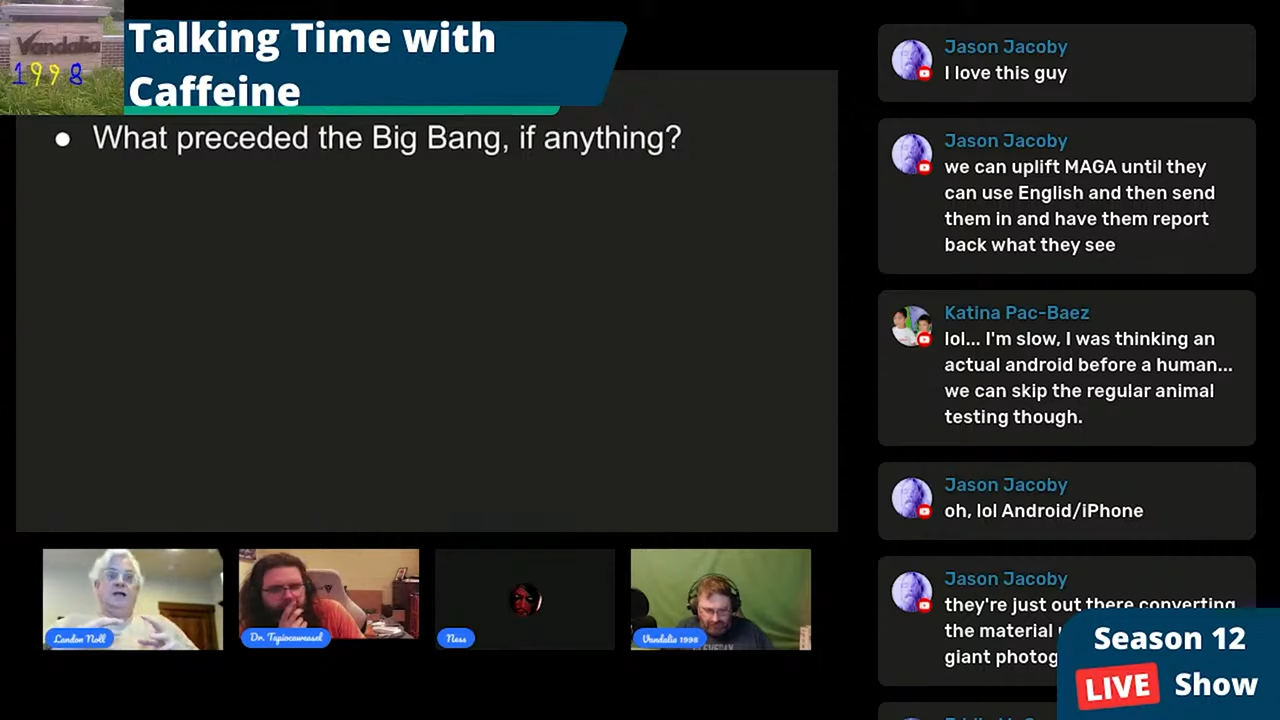 Vandalia
1998
Talking Time with
Caffeine
● What preceded the Big Bang, if anything?
Landon Noll
Dr. Tapiocaweasel
Ness
Vandalia 1998
Jason Jacoby
I love this guy
Jason Jacoby
we can uplift MAGA until they
can use English and then send
them in and have them report
back what they see
Katina Pac-Baez
lol... I'm slow, I was thinking an
actual android before a human...
we can skip the regular animal
testing though.
Jason Jacoby
oh, lol Android/iPhone
Jason Jacoby
they're just out there converting
the material
giant photog
Season 12
LIVE Show